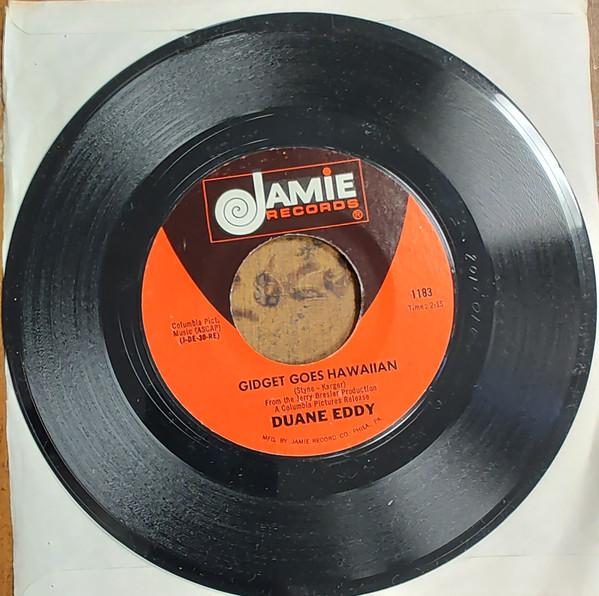 JAMIE
RECORDS ®
1183
Time: 2:15
Columbia Pict.
Music (ASCAP)
(J-DE-30-RE)
GIDGET GOES HAWAIIAN
(Styne - Karger)
From the Jerry Bresler Production
A Columbia Pictures Release
DUANE EDDY
MFG. BY JAMIE RECORD CO. PHILA., PA.